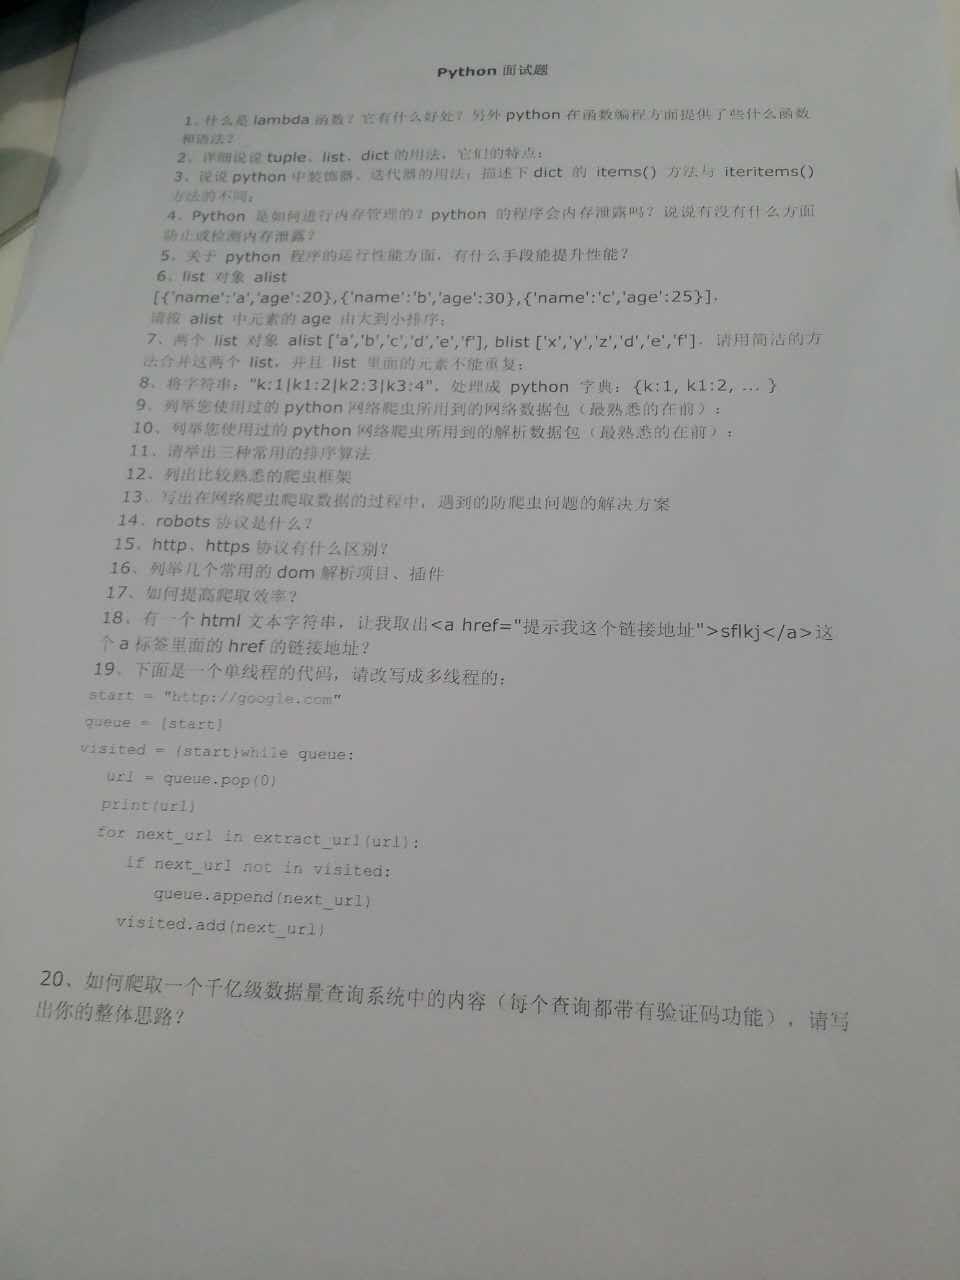 Python 面试题
1、什么是 lambda 函数？它有什么好处？另外 python 在函数编程方面提供了些什么函数
和语法？
2、详细说说 tuple、list、dict 的用法，它们的特点；
3、说说 python 中装饰器、迭代器的用法；描述下 dict 的 items() 方法与 iteritems()
方法的不同；
4、Python 是如何进行内存管理的？python 的程序会内存泄露吗？说说有没有什么方面
防止或检测内存泄露？
5、关于 python 程序的运行性能方面，有什么手段能提升性能？
6、list 对象 alist
[{'name':'a','age':20},{'name':'b','age':30},{'name':'c','age':25}]，
请按 alist 中元素的 age 由大到小排序；
7、两个 list 对象 alist ['a','b','c','d','e','f'], blist ['x','y','z','d','e','f']，请用简洁的方
法合并这两个 list，并且 list 里面的元素不能重复；
8、将字符串："k:1|k1:2|k2:3|k3:4"，处理成 python 字典：{k:1, k1:2, ... }
9、列举您使用过的 python 网络爬虫所用到的网络数据包（最熟悉的在前）：
10、列举您使用过的 python 网络爬虫所用到的解析数据包（最熟悉的在前）：
11、请举出三种常用的排序算法
12、列出比较熟悉的爬虫框架
13、写出在网络爬虫爬取数据的过程中，遇到的防爬虫问题的解决方案
14、robots 协议是什么？
15、http、https 协议有什么区别？
16、列举几个常用的 dom 解析项目、插件
17、如何提高爬取效率？
18、有一个 html 文本字符串，让我取出<a href="提示我这个链接地址">sflkj</a>这
个 a 标签里面的 href 的链接地址？
19、下面是一个单线程的代码，请改写成多线程的：
start = "http://google.com"
queue = [start]
visited = {start}while queue:
url = queue.pop(0)
print(url)
for next_url in extract_url(url):
if next_url not in visited:
queue.append(next_url)
visited.add(next_url)
20、如何爬取一个千亿级数据量查询系统中的内容（每个查询都带有验证码功能），请写
出你的整体思路？